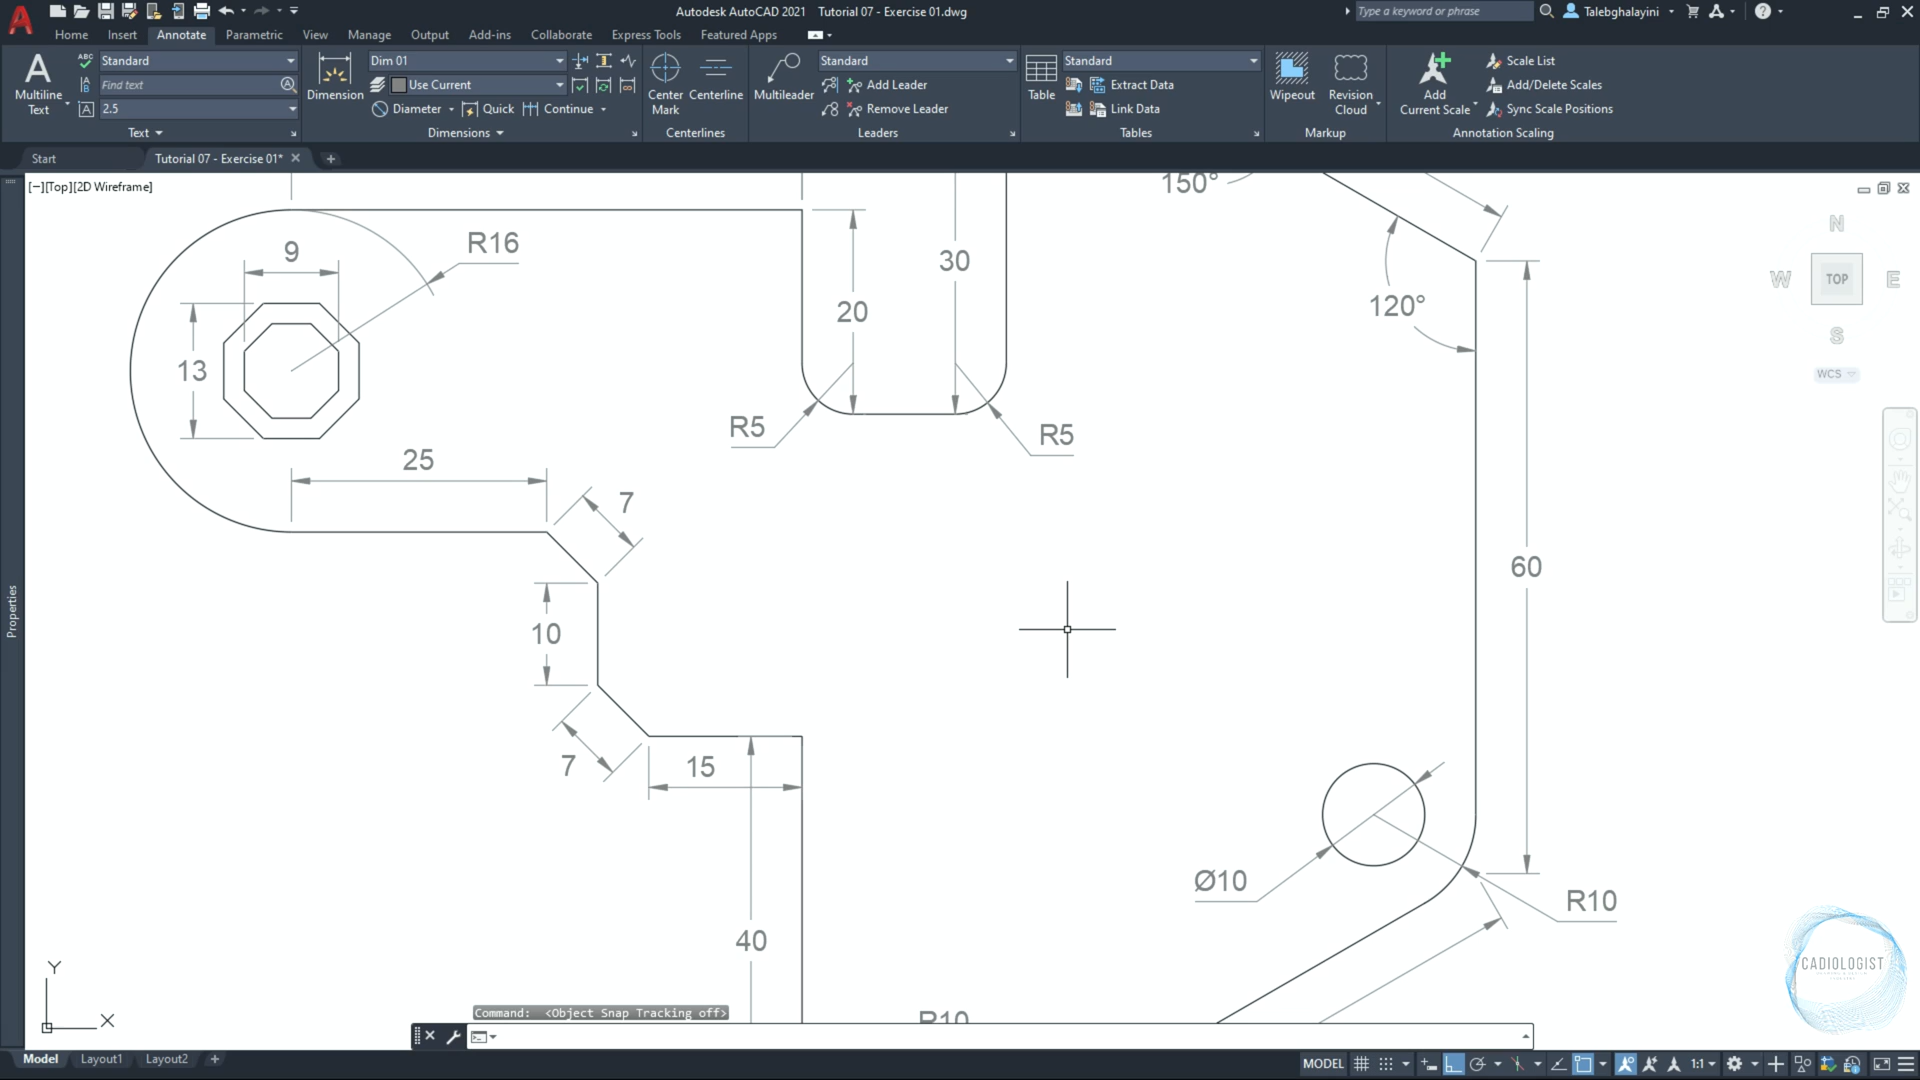 Autodesk AutoCAD 2021 Tutorial 07 - Exercise 01.dwg
Type a keyword or phrase
Talebghalayini
Home Insert Annotate Parametric View Manage Output Add-ins Collaborate Express Tools Featured Apps
Multiline Text
Standard
Find text
2.5
Text
Dimension
Dim 01
Use Current
Diameter Quick Continue
Dimensions
Center Mark
Centerline
Centerlines
Multileader
Standard
Add Leader
Remove Leader
Leaders
Table
Standard
Extract Data
Link Data
Tables
Wipeout
Revision Cloud
Markup
Add Current Scale
Scale List
Add/Delete Scales
Sync Scale Positions
Annotation Scaling
Start
Tutorial 07 - Exercise 01*
[−][Top][2D Wireframe]
Properties
N
W
TOP
E
S
WCS
150°
R16
9
30
20
120°
13
R5
R5
25
7
60
10
7
15
Ø10
R10
40
R10
Y
X
CADIOLOGIST
Command: <Object Snap Tracking off>
Model Layout1 Layout2
MODEL
1:1